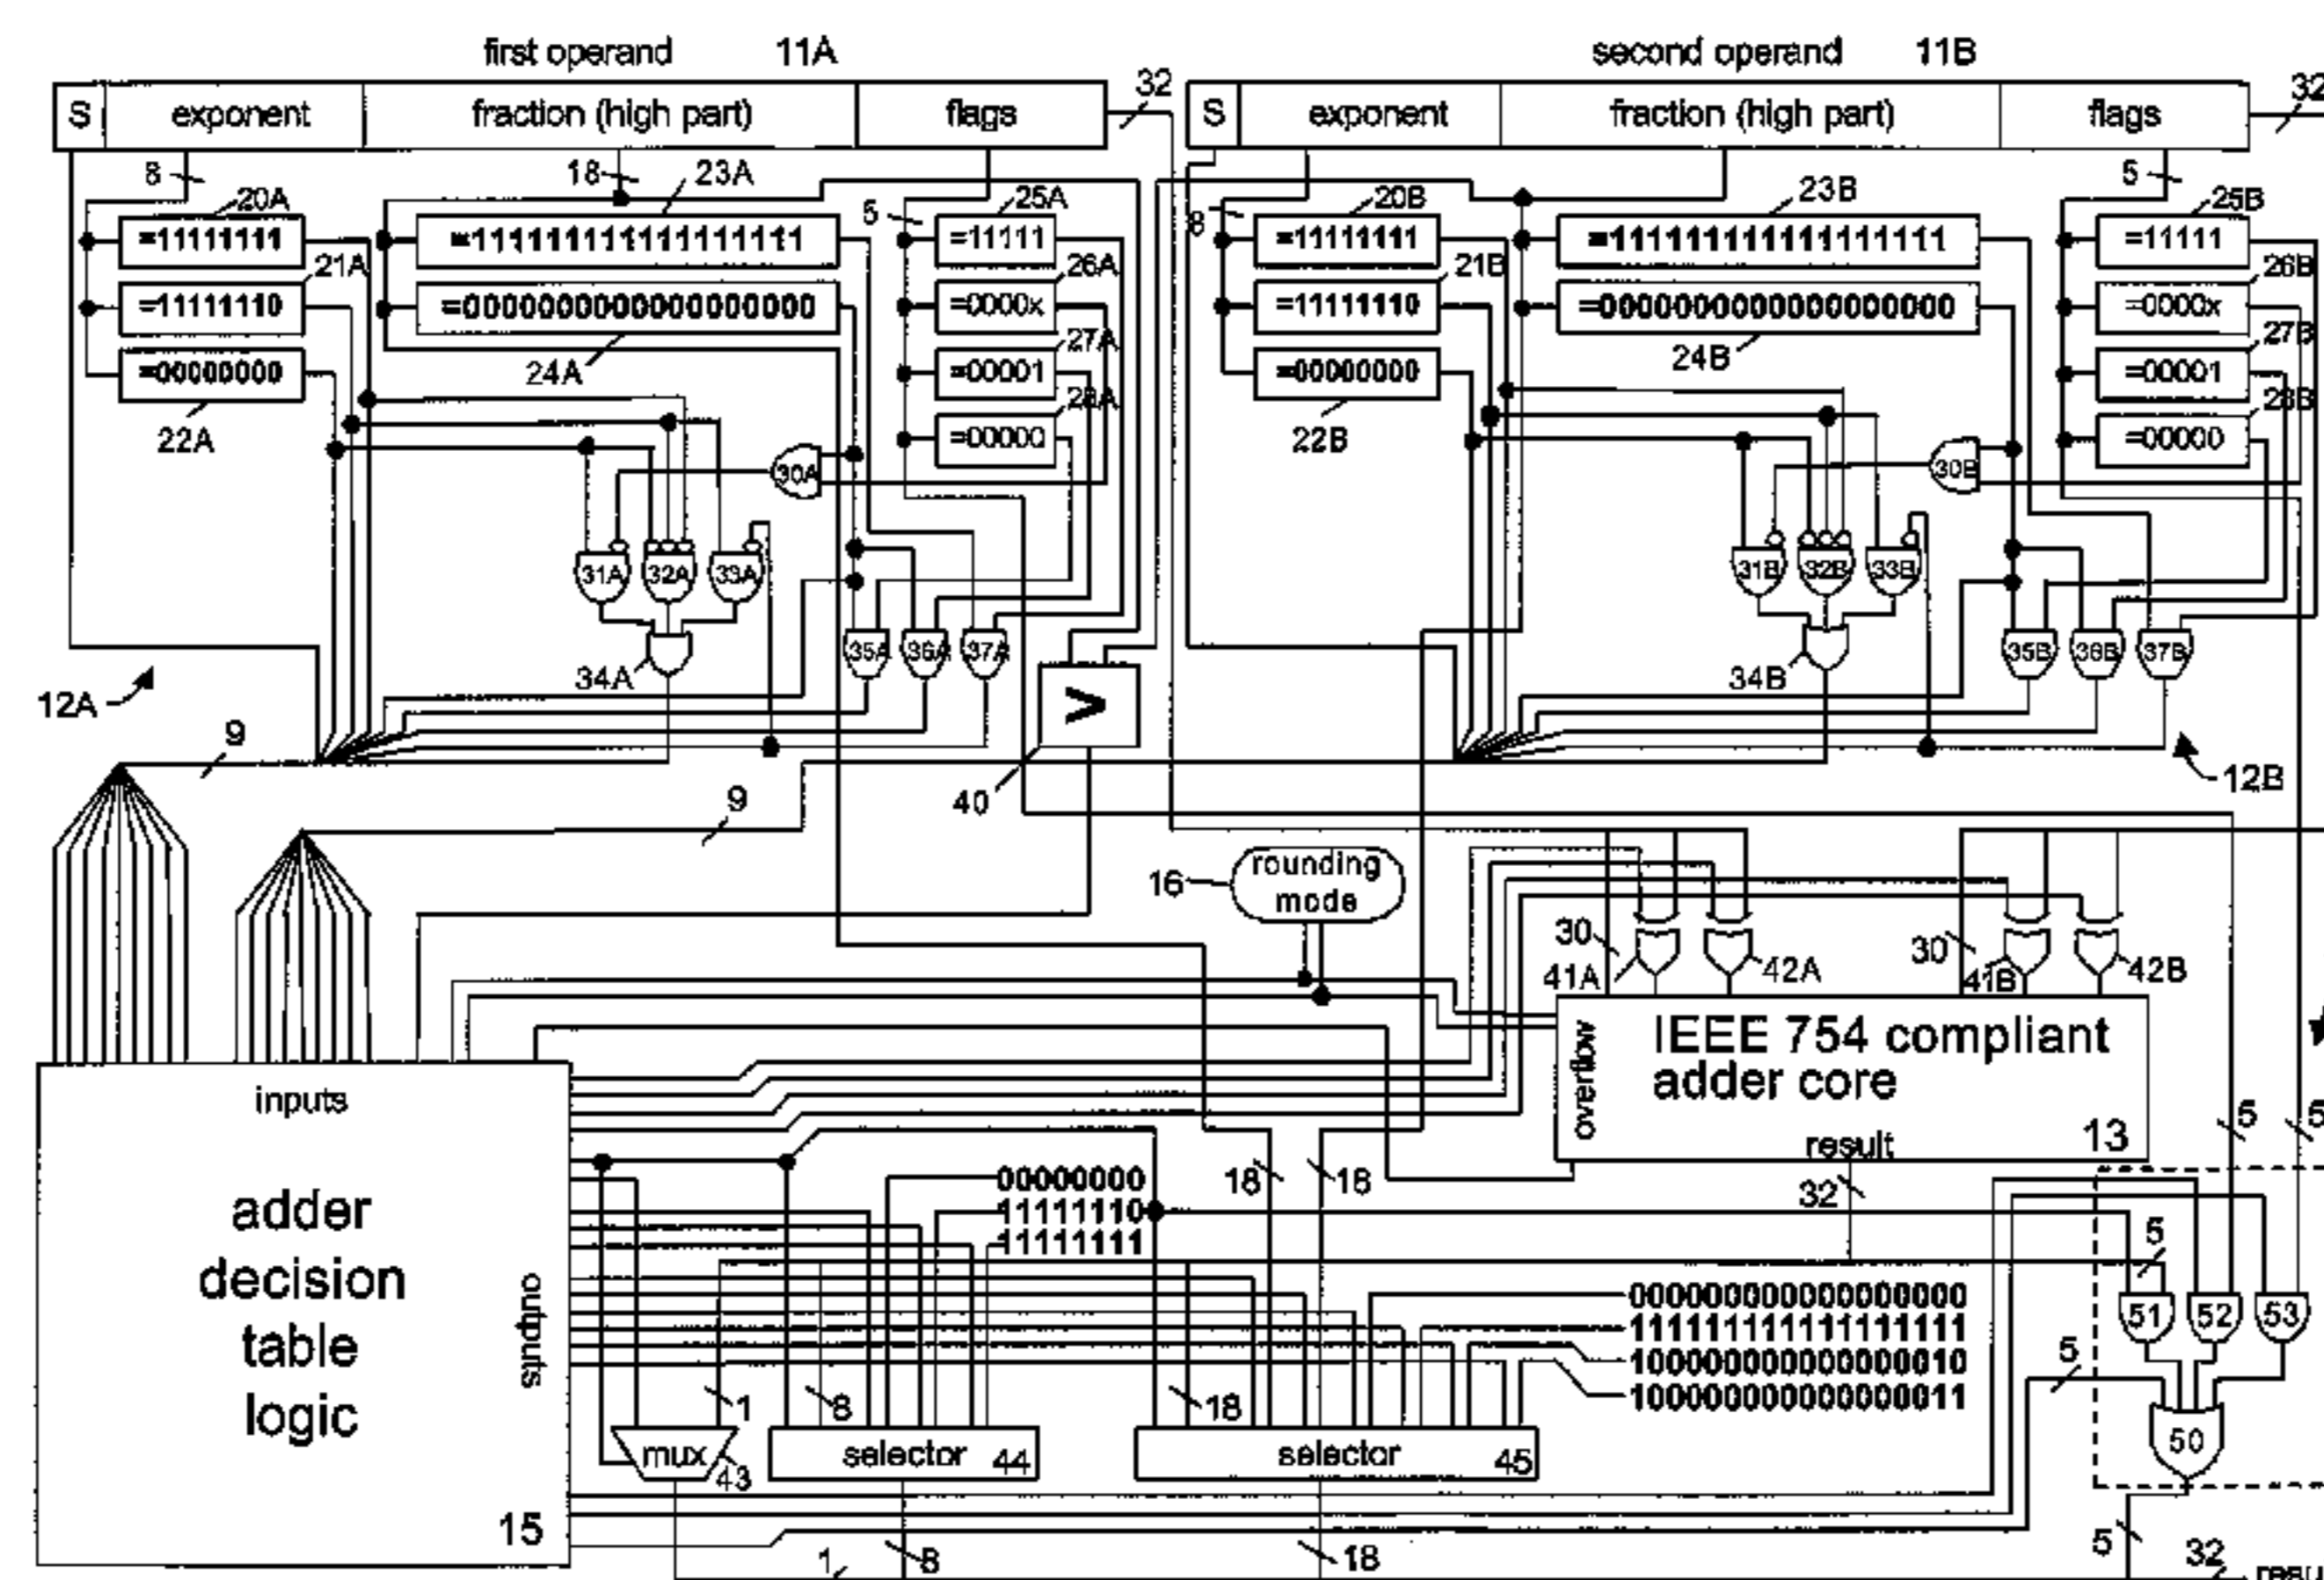 first operand 11A second operand 11B
32 32
S exponent fraction (high part) flags S exponent fraction (high part) flags
8 18 23A 5 23B
20A 5 25A 8 20B 25B
=11111111 =111111111111111111 =11111 =11111111 =111111111111111111 =11111
21A 26A 21B 26B
=11111110 =000000000000000000 =0000x =11111110 =000000000000000000 =0000x
24A 27A 24B 27B
=00000000 =00001 =00000000 =00001
22A 28A 22B 28B
=00000 =00000
30A 30B
31A 32A 33A 31B 32B 33B
35A 36A 37A 35B 36B 37B
34A 34B
12A >
9 40 12B
9
rounding
mode
16
30 41A 42A 30 41B 42B
IEEE 754 compliant
adder core
overflow
result 13
inputs
5 5
18 18 32
adder
decision
table
logic
outputs
00000000
11111110
11111111
5
000000000000000000
111111111111111111
100000000000000010
100000000000000011
51 52 53
5
1 8 18
mux 43 selector 44 selector 45 50
15
1 8 18 5 32